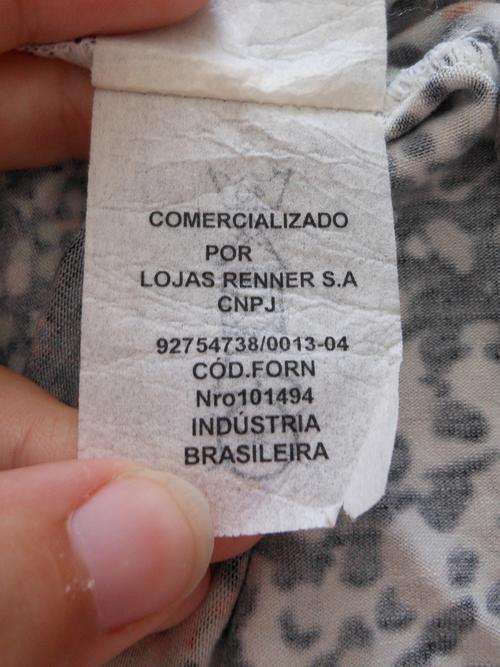 COMERCIALIZADO
POR
LOJAS RENNER S.A
CNPJ
92754738/0013-04
CÓD.FORN
Nro101494
INDÚSTRIA
BRASILEIRA